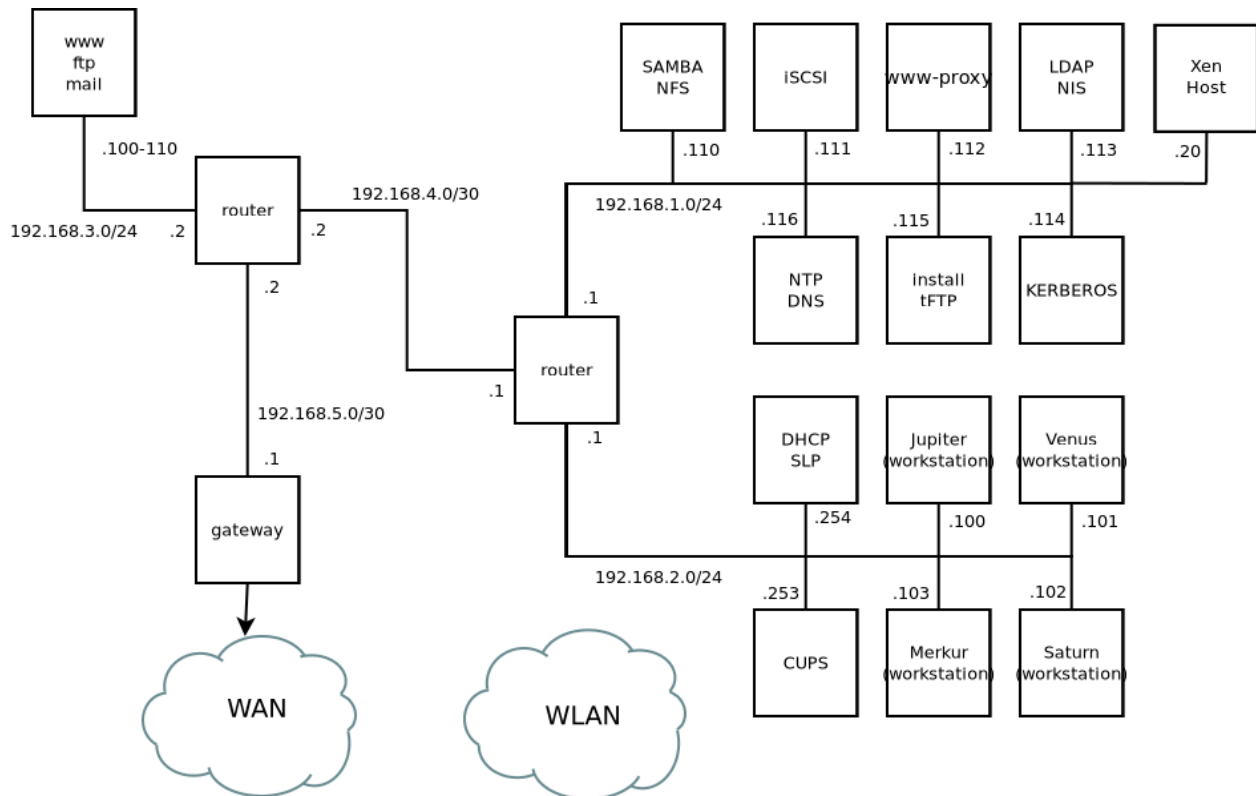 www
ftp
mail
.100-110
192.168.3.0/24
.2
router
.2
.2
192.168.4.0/30
192.168.5.0/30
.1
gateway
WAN
WLAN
.1
router
.1
.1
SAMBA
NFS
.110
iSCSI
.111
www-proxy
.112
LDAP
NIS
.113
Xen
Host
.20
192.168.1.0/24
.116
NTP
DNS
.115
install
tFTP
.114
KERBEROS
DHCP
SLP
.254
Jupiter
(workstation)
.100
Venus
(workstation)
.101
192.168.2.0/24
.253
CUPS
.103
Merkur
(workstation)
.102
Saturn
(workstation)